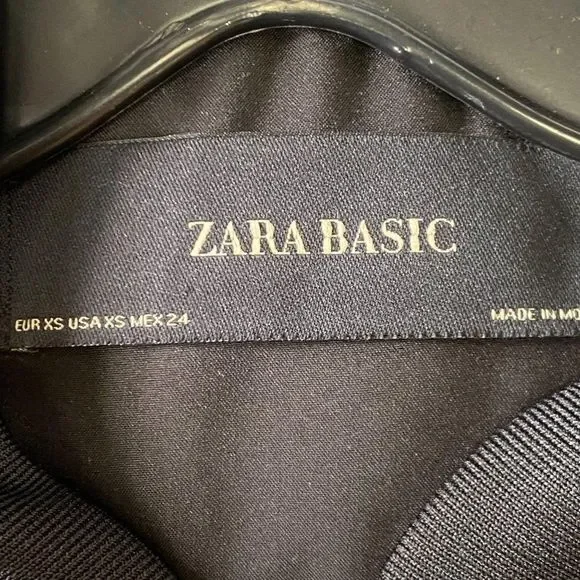 ZARA BASIC
EUR XS USA XS MEX 24
MADE IN MO